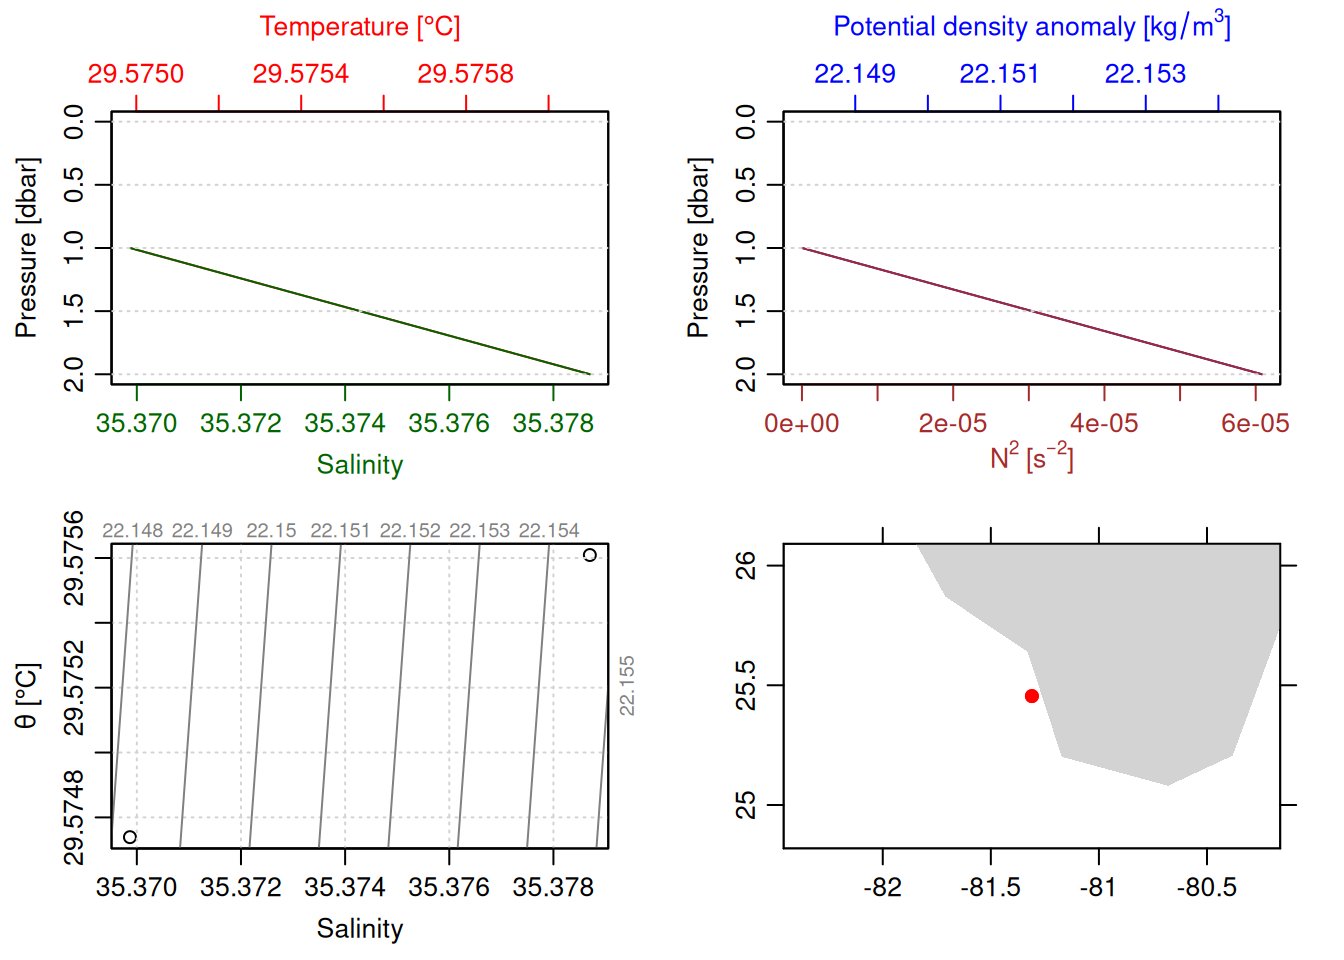 Temperature [°C]
29.5750 29.5754 29.5758
Pressure [dbar]
0.0 0.5 1.0 1.5 2.0
35.370 35.372 35.374 35.376 35.378
Salinity
Potential density anomaly [kg/m³]
22.149 22.151 22.153
Pressure [dbar]
0.0 0.5 1.0 1.5 2.0
0e+00 2e-05 4e-05 6e-05
N² [s⁻²]
22.148 22.149 22.15 22.151 22.152 22.153 22.154
22.155
θ [°C]
29.5748 29.5752 29.5756
35.370 35.372 35.374 35.376 35.378
Salinity
26
25.5
25
-82 -81.5 -81 -80.5